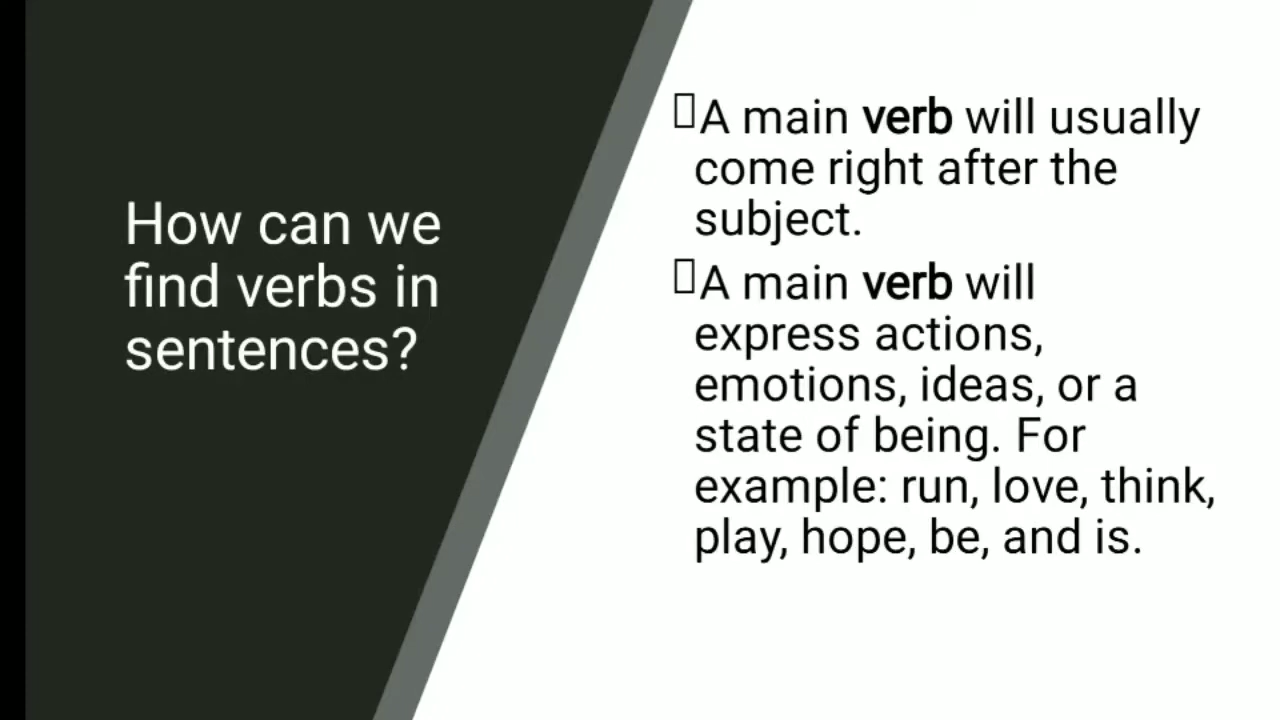 How can we
find verbs in
sentences?
A main verb will usually
come right after the
subject.
A main verb will
express actions,
emotions, ideas, or a
state of being. For
example: run, love, think,
play, hope, be, and is.